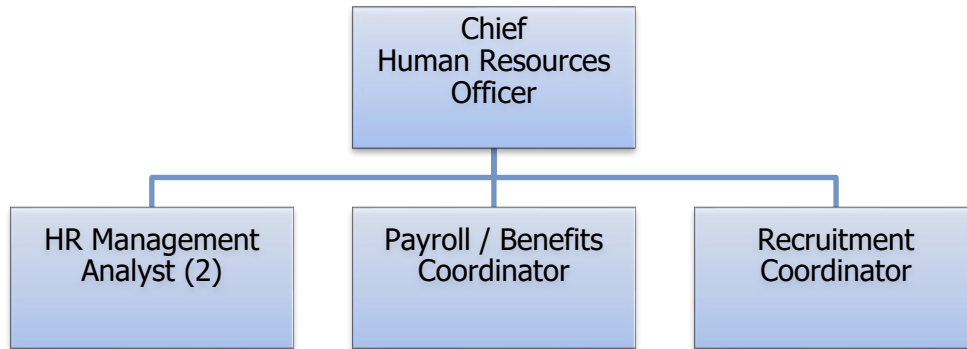 Chief
Human Resources
Officer
HR Management
Analyst (2)
Payroll / Benefits
Coordinator
Recruitment
Coordinator